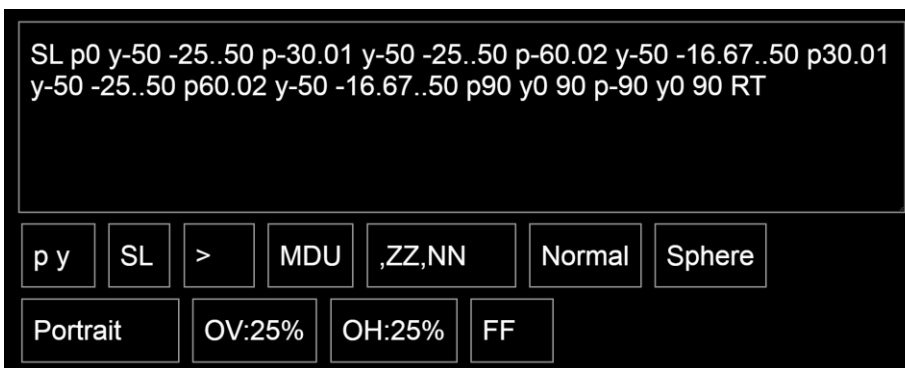 SL p0 y-50 -25..50 p-30.01 y-50 -25..50 p-60.02 y-50 -16.67..50 p30.01
y-50 -25..50 p60.02 y-50 -16.67..50 p90 y0 90 p-90 y0 90 RT
p y SL > MDU ,ZZ,NN Normal Sphere
Portrait OV:25% OH:25% FF